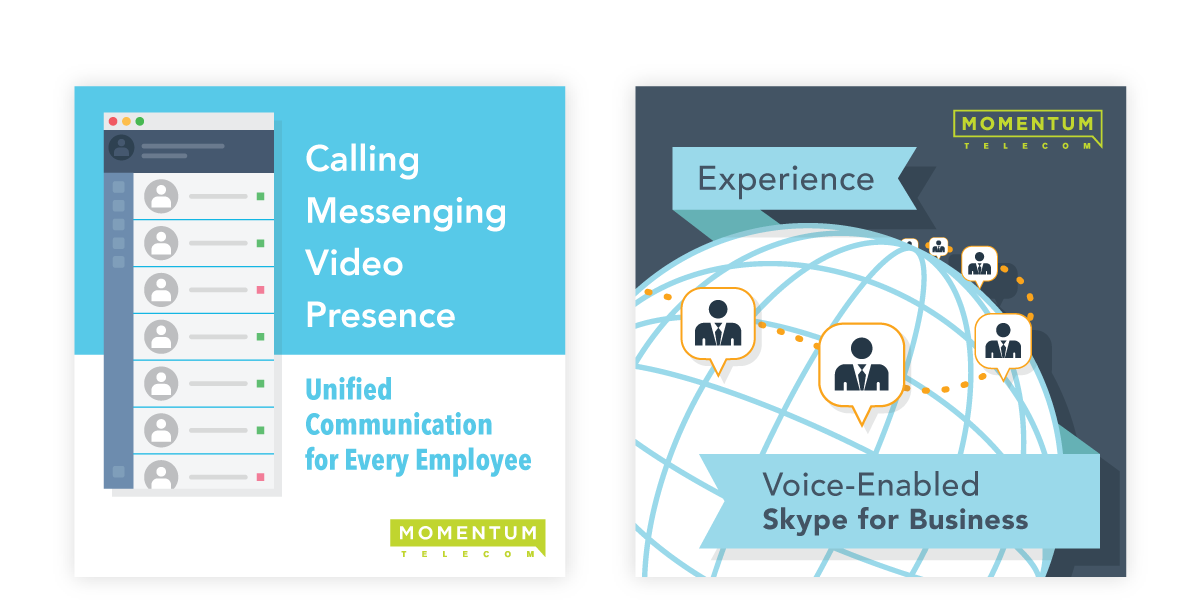 Calling
Messenging
Video
Presence
Unified
Communication
for Every Employee
MOMENTUM
TELECOM
MOMENTUM
TELECOM
Experience
Voice-Enabled
Skype for Business